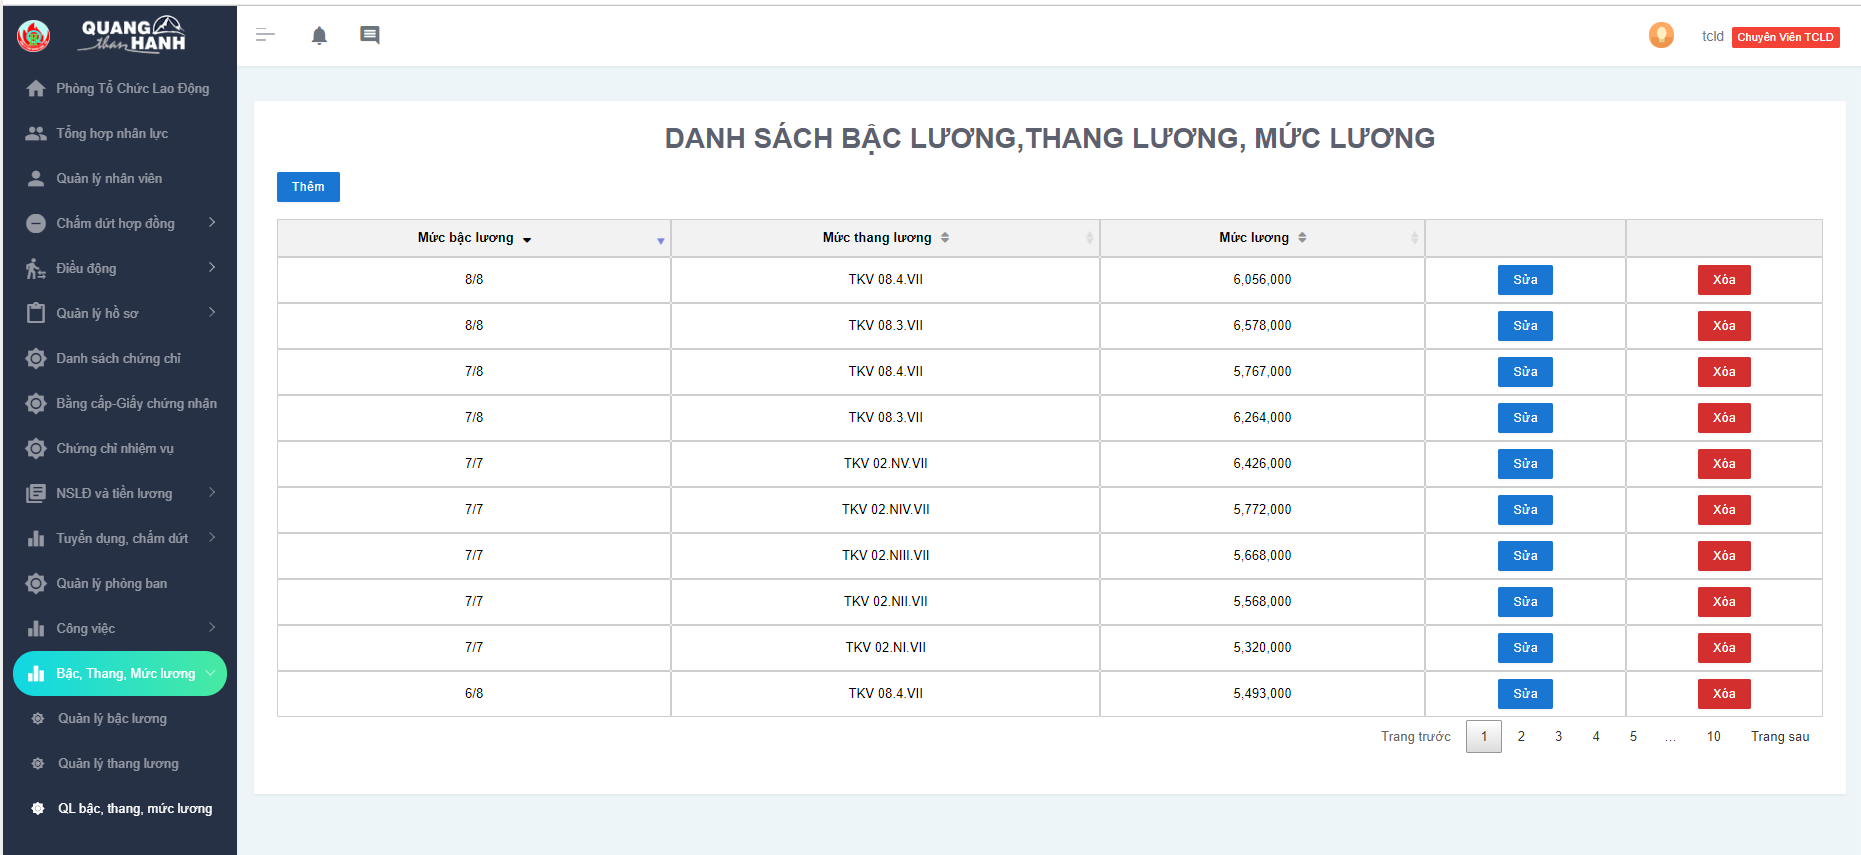 QUANG
than HANH
tcld Chuyên Viên TCLD
Phòng Tổ Chức Lao Động
Tổng hợp nhân lực
Quản lý nhân viên
Chấm dứt hợp đồng
Điều động
Quản lý hồ sơ
Danh sách chứng chỉ
Bằng cấp-Giấy chứng nhận
Chứng chỉ nhiệm vụ
NSLĐ và tiền lương
Tuyển dụng, chấm dứt
Quản lý phòng ban
Công việc
Bậc, Thang, Mức lương
Quản lý bậc lương
Quản lý thang lương
QL bậc, thang, mức lương
DANH SÁCH BẬC LƯƠNG,THANG LƯƠNG, MỨC LƯƠNG
Thêm
Mức bậc lương Mức thang lương Mức lương
8/8 TKV 08.4.VII 6,056,000 Sửa Xóa
8/8 TKV 08.3.VII 6,578,000 Sửa Xóa
7/8 TKV 08.4.VII 5,767,000 Sửa Xóa
7/8 TKV 08.3.VII 6,264,000 Sửa Xóa
7/7 TKV 02.NV.VII 6,426,000 Sửa Xóa
7/7 TKV 02.NIV.VII 5,772,000 Sửa Xóa
7/7 TKV 02.NIII.VII 5,668,000 Sửa Xóa
7/7 TKV 02.NII.VII 5,568,000 Sửa Xóa
7/7 TKV 02.NI.VII 5,320,000 Sửa Xóa
6/8 TKV 08.4.VII 5,493,000 Sửa Xóa
Trang trước 1 2 3 4 5 … 10 Trang sau